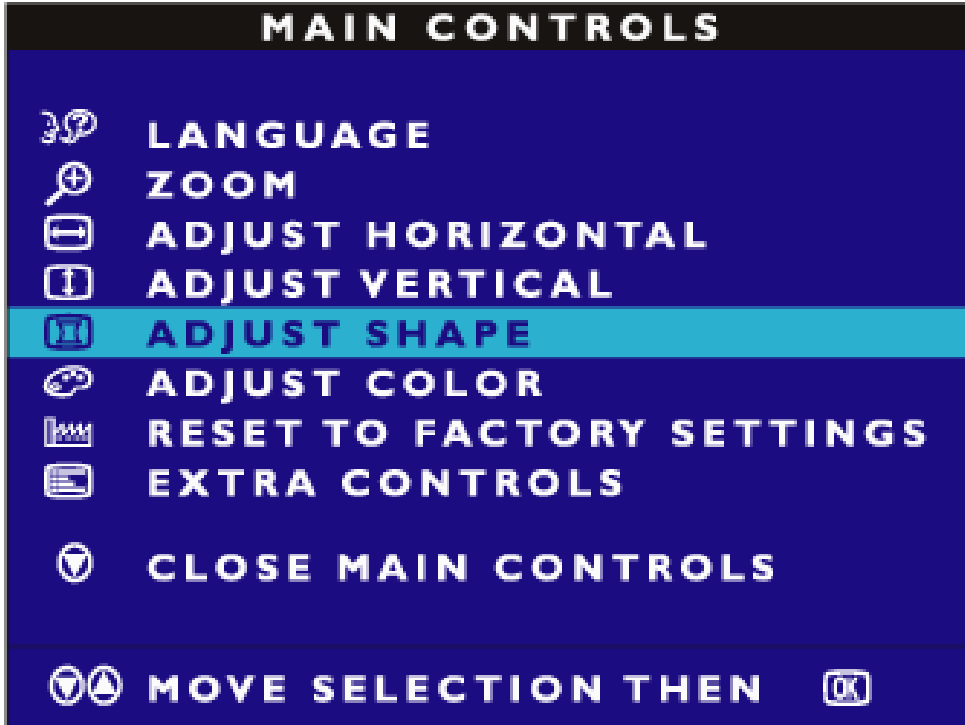 MAIN CONTROLS
LANGUAGE
ZOOM
ADJUST HORIZONTAL
ADJUST VERTICAL
ADJUST SHAPE
ADJUST COLOR
RESET TO FACTORY SETTINGS
EXTRA CONTROLS
CLOSE MAIN CONTROLS
MOVE SELECTION THEN OK